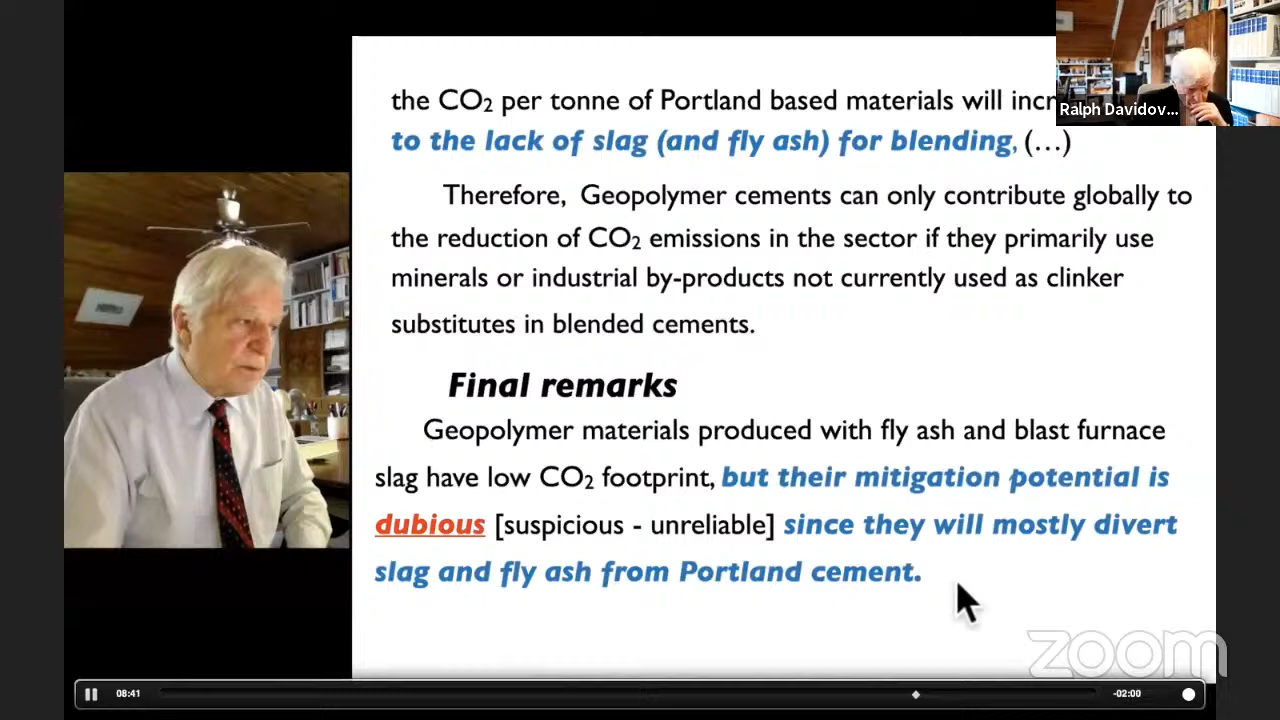 the CO₂ per tonne of Portland based materials will incr
Ralph Davidov...
to the lack of slag (and fly ash) for blending, (…)
Therefore, Geopolymer cements can only contribute globally to
the reduction of CO₂ emissions in the sector if they primarily use
minerals or industrial by-products not currently used as clinker
substitutes in blended cements.
Final remarks
Geopolymer materials produced with fly ash and blast furnace
slag have low CO₂ footprint, but their mitigation potential is
dubious [suspicious - unreliable] since they will mostly divert
slag and fly ash from Portland cement.
zoom
08:41
-02:00